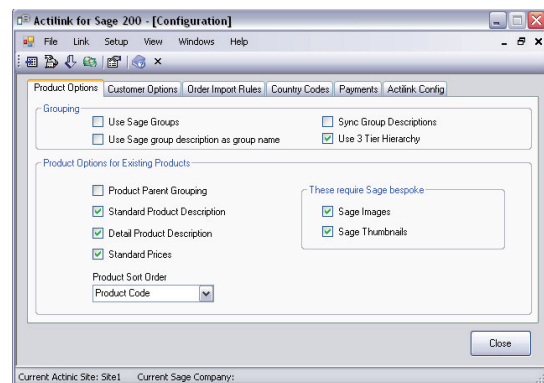 Actilink for Sage 200 - [Configuration]
File Link Setup View Windows Help
Product Options Customer Options Order Import Rules Country Codes Payments Actilink Config
Grouping
Use Sage Groups Sync Group Descriptions
Use Sage group description as group name Use 3 Tier Hierarchy
Product Options for Existing Products
Product Parent Grouping These require Sage bespoke
Standard Product Description Sage Images
Detail Product Description Sage Thumbnails
Standard Prices
Product Sort Order
Product Code
Close
Current Actinic Site: Site1 Current Sage Company: